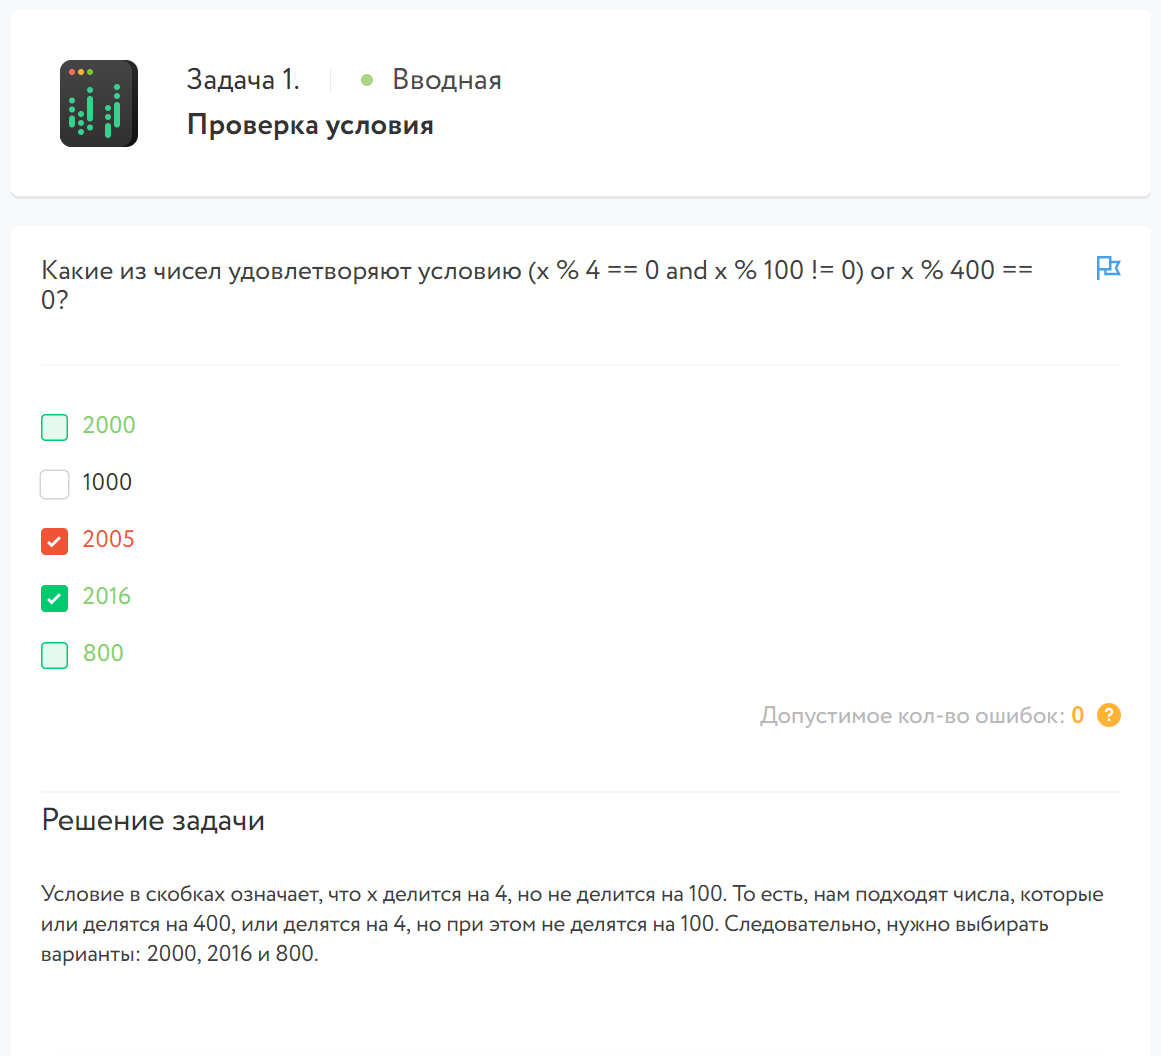 Задача 1.
Вводная
Проверка условия
Какие из чисел удовлетворяют условию (x % 4 == 0 and x % 100 != 0) or x % 400 ==
0?
2000
1000
2005
2016
800
Допустимое кол-во ошибок: 0 ?
Решение задачи
Условие в скобках означает, что x делится на 4, но не делится на 100. То есть, нам подходят числа, которые
или делятся на 400, или делятся на 4, но при этом не делятся на 100. Следовательно, нужно выбирать
варианты: 2000, 2016 и 800.